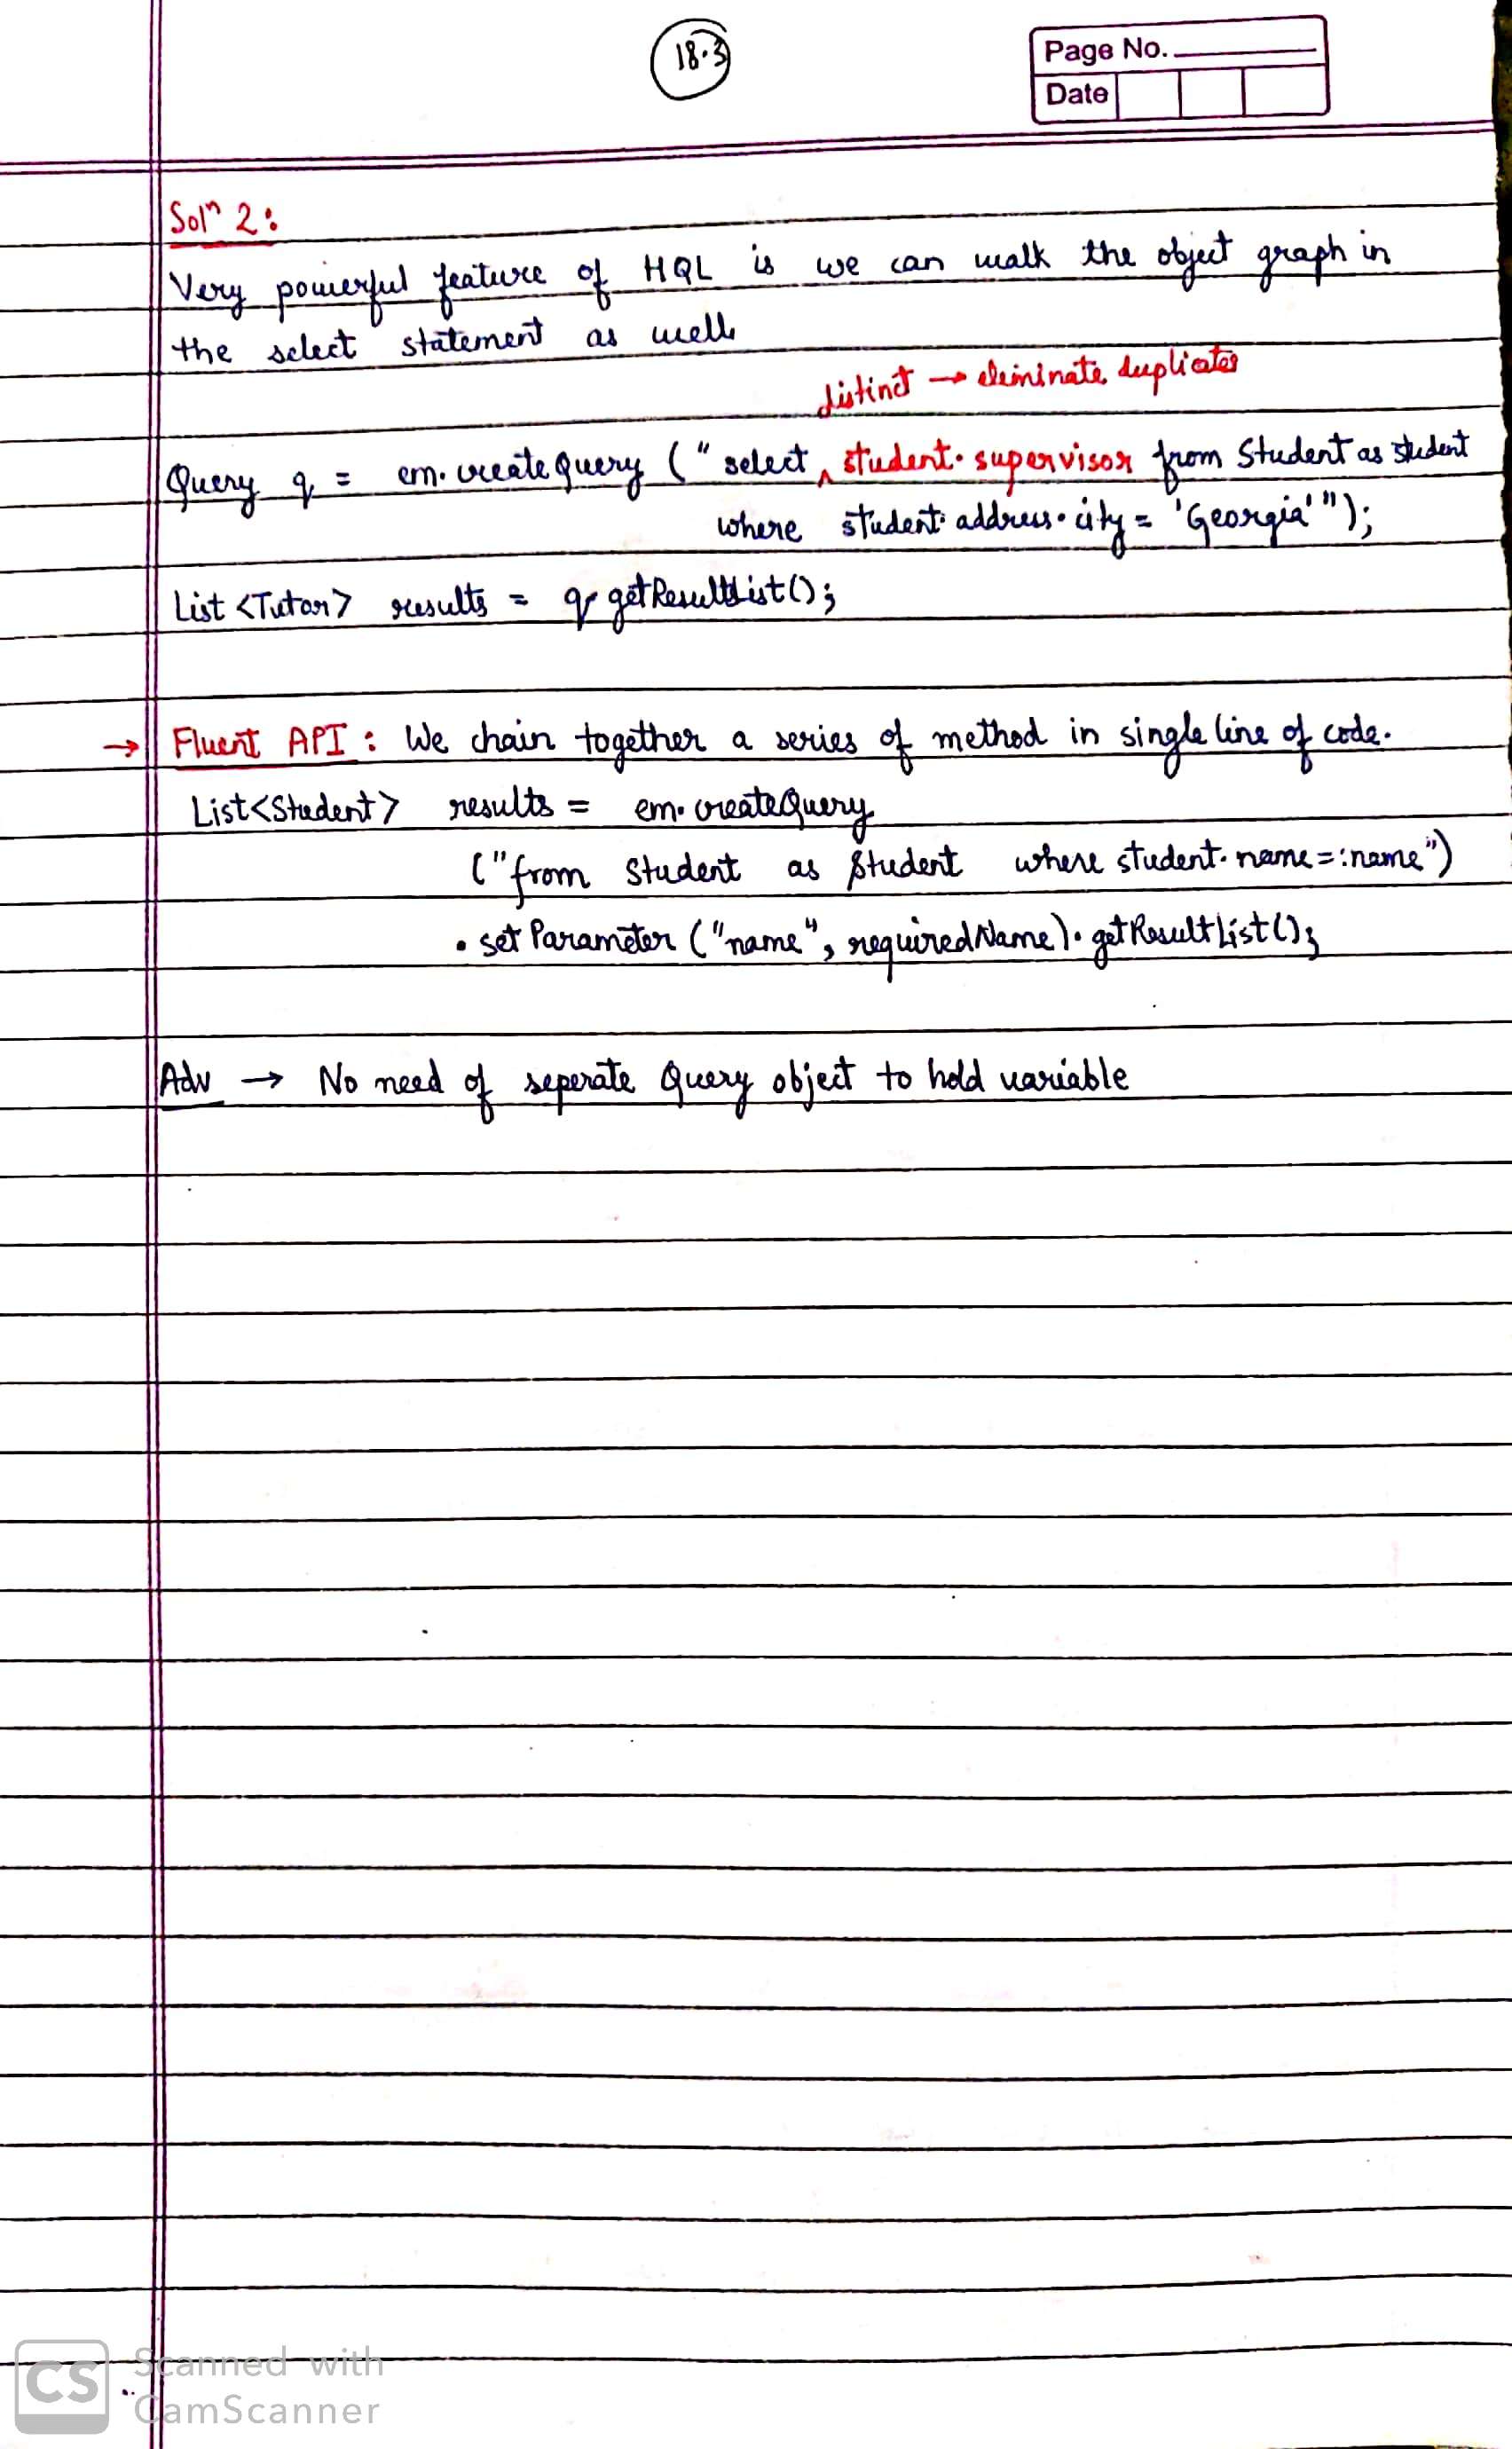 18.3
Page No.
Date
Solⁿ 2:
Very powerful feature of HQL is we can walk the object graph in
the select statement as well.
distinct → eleminate duplicates
Query q = em.createQuery ("select ^ student.supervisor from Student as student
where student.address.city = 'Georgia'");
List <Tutor> results = q.getResultList();
→ Fluent API : We chain together a series of method in single line of code.
List<Student> results = em.createQuery
("from Student as student where student.name=:name")
.setParameter ("name", requiredName).getResultList();
Adv → No need of seperate Query object to hold variable
CS Scanned with
CamScanner